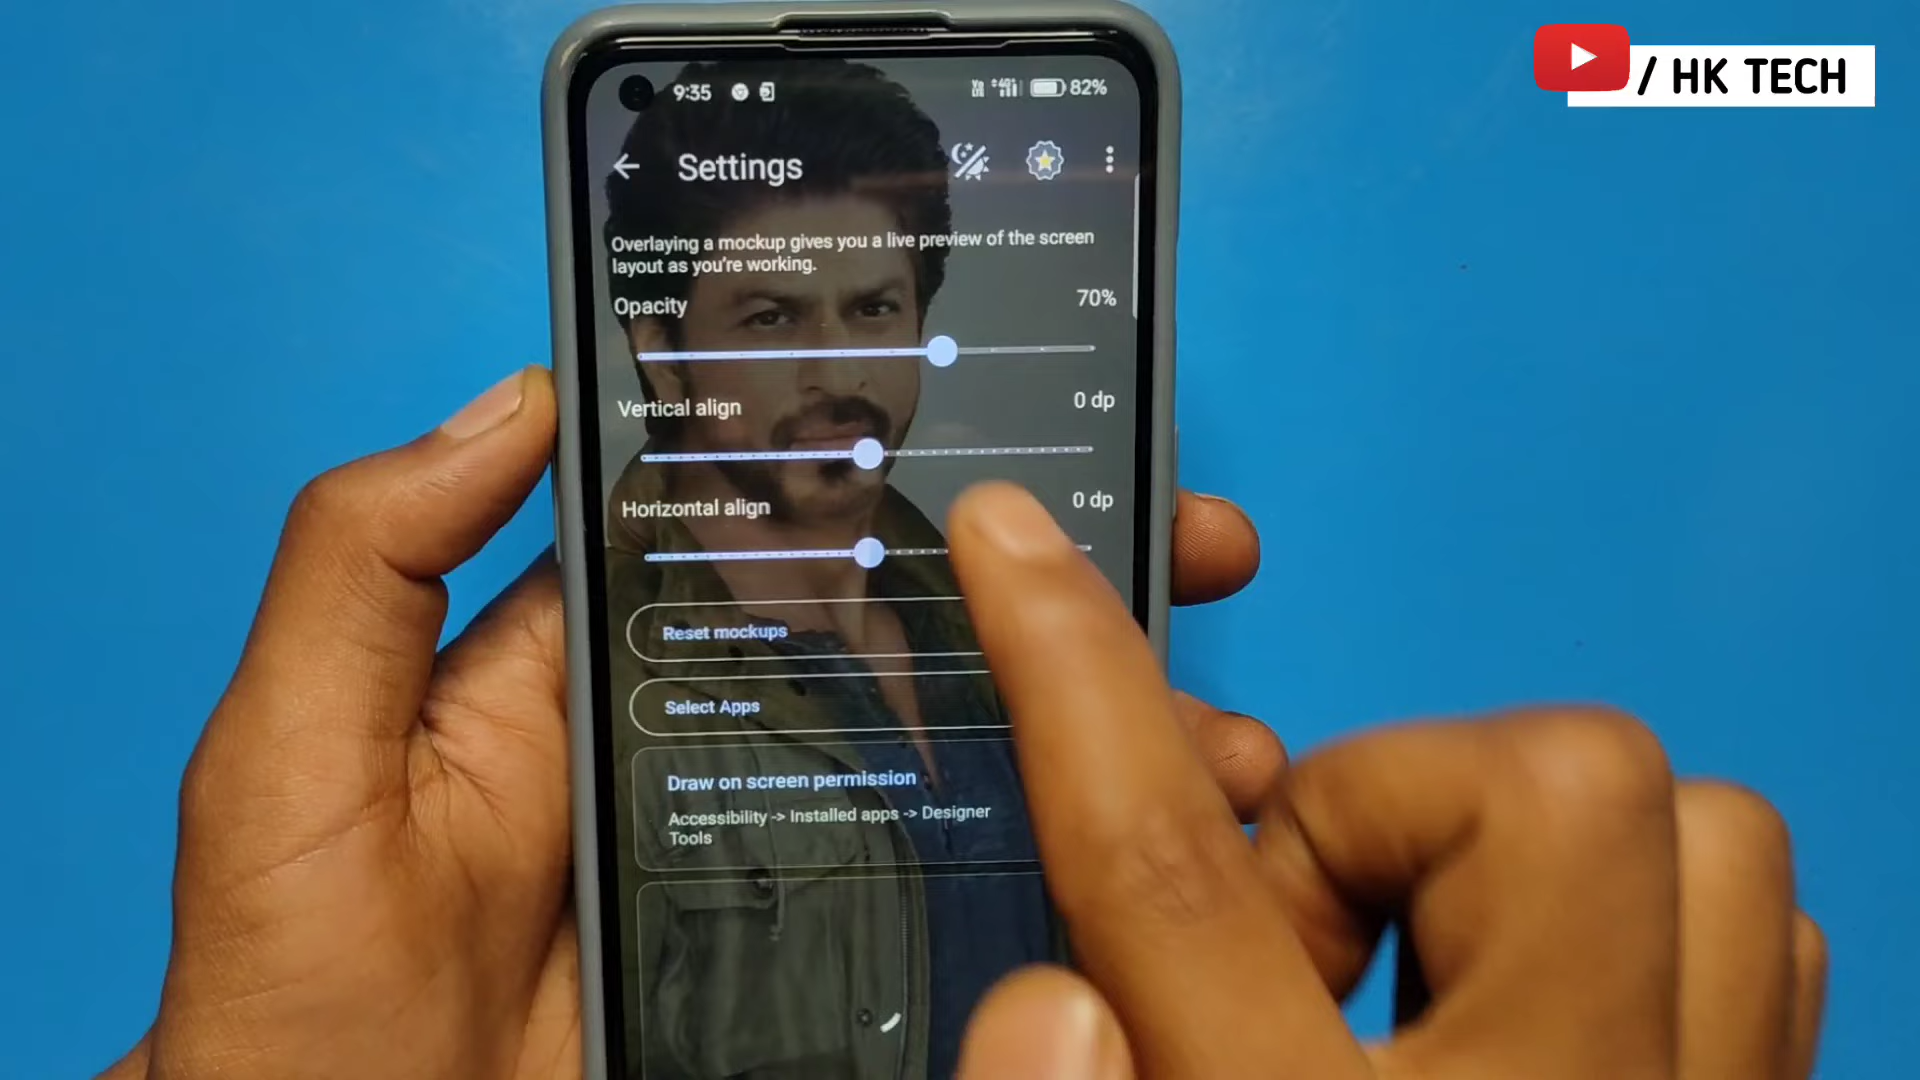 / HK TECH
9:35
82%
Settings
Overlaying a mockup gives you a live preview of the screen
layout as you're working.
Opacity 70%
Vertical align 0 dp
Horizontal align 0 dp
Reset mockups
Select Apps
Draw on screen permission
Accessibility -> Installed apps -> Designer
Tools